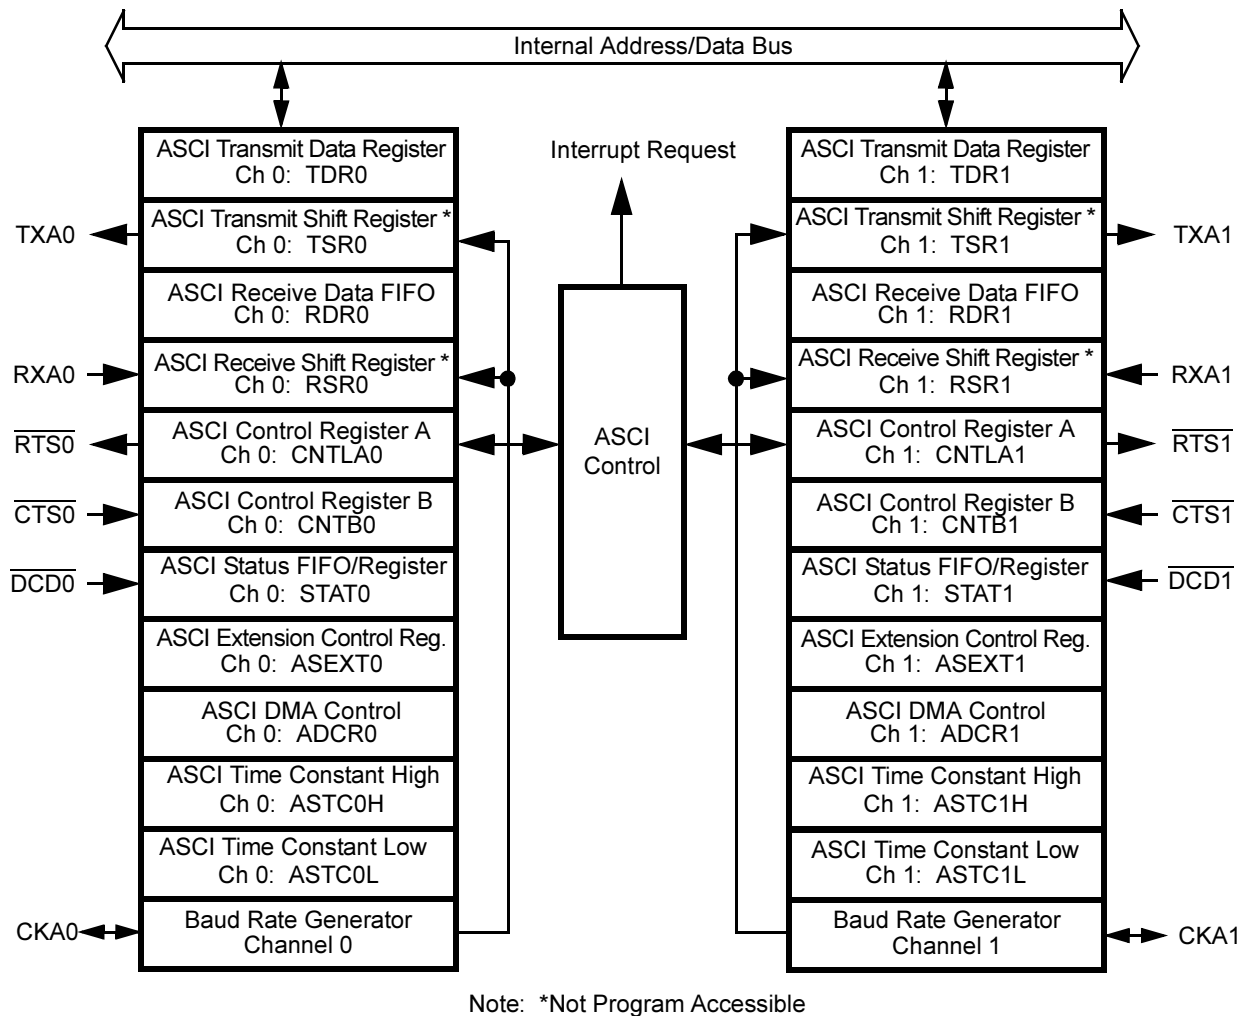 Internal Address/Data Bus
Interrupt Request
ASCI Transmit Data Register
Ch 0: TDR0
TXA0
ASCI Transmit Shift Register *
Ch 0: TSR0
ASCI Receive Data FIFO
Ch 0: RDR0
RXA0
ASCI Receive Shift Register *
Ch 0: RSR0
RTS0
ASCI Control Register A
Ch 0: CNTLA0
CTS0
ASCI Control Register B
Ch 0: CNTB0
DCD0
ASCI Status FIFO/Register
Ch 0: STAT0
ASCI Extension Control Reg.
Ch 0: ASEXT0
ASCI DMA Control
Ch 0: ADCR0
ASCI Time Constant High
Ch 0: ASTC0H
ASCI Time Constant Low
Ch 0: ASTC0L
CKA0
Baud Rate Generator
Channel 0
ASCI
Control
ASCI Transmit Data Register
Ch 1: TDR1
ASCI Transmit Shift Register *
Ch 1: TSR1
TXA1
ASCI Receive Data FIFO
Ch 1: RDR1
ASCI Receive Shift Register *
Ch 1: RSR1
RXA1
ASCI Control Register A
Ch 1: CNTLA1
RTS1
ASCI Control Register B
Ch 1: CNTB1
CTS1
ASCI Status FIFO/Register
Ch 1: STAT1
DCD1
ASCI Extension Control Reg.
Ch 1: ASEXT1
ASCI DMA Control
Ch 1: ADCR1
ASCI Time Constant High
Ch 1: ASTC1H
ASCI Time Constant Low
Ch 1: ASTC1L
Baud Rate Generator
Channel 1
CKA1
Note: *Not Program Accessible